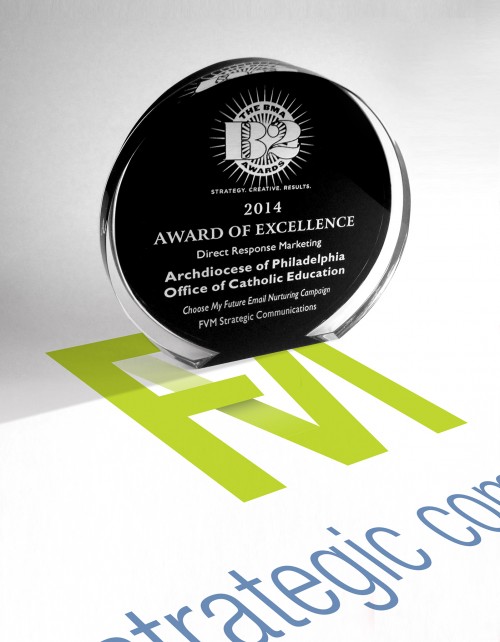 THE BMA
B2
AWARDS
STRATEGY. CREATIVE. RESULTS.
2014
AWARD OF EXCELLENCE
Direct Response Marketing
Archdiocese of Philadelphia
Office of Catholic Education
Choose My Future Email Nurturing Campaign
FVM Strategic Communications
FVM
strategic com